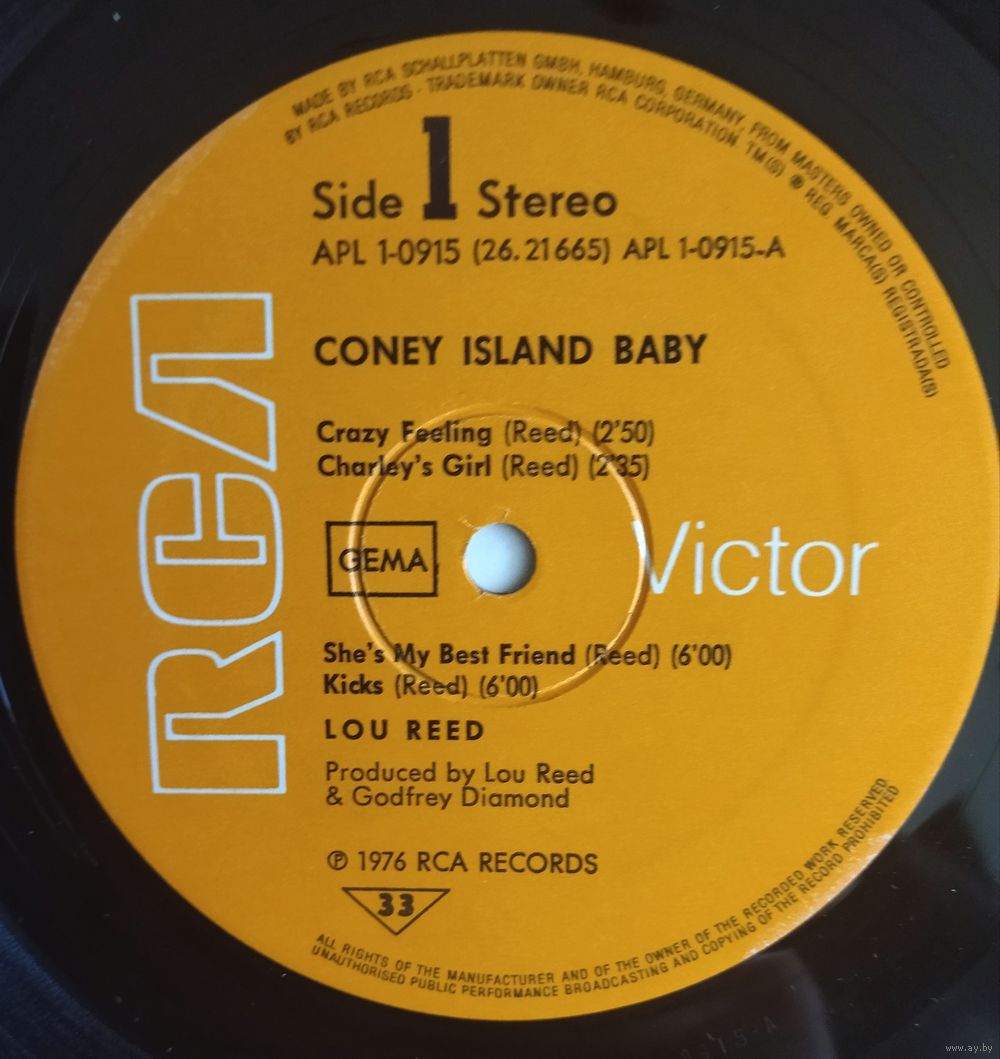 MADE BY RCA SCHALLPLATTEN GMBH, HAMBURG, GERMANY, FROM MASTERS OWNED OR CONTROLLED
BY RCA RECORDS · TRADEMARK OWNER RCA CORPORATION, TM(S) ® REG. MARCA(S) REGISTRADA(S)
Side 1 Stereo
APL 1-0915 (26.21665) APL 1-0915-A
RCA
CONEY ISLAND BABY
Crazy Feeling (Reed) (2'50)
Charley's Girl (Reed) (2'35)
GEMA
Victor
She's My Best Friend (Reed) (6'00)
Kicks (Reed) (6'00)
LOU REED
Produced by Lou Reed
& Godfrey Diamond
℗ 1976 RCA RECORDS
33
ALL RIGHTS OF THE MANUFACTURER AND OF THE OWNER OF THE RECORDED WORK RESERVED
UNAUTHORISED PUBLIC PERFORMANCE BROADCASTING AND COPYING OF THE RECORD PROHIBITED
www.ay.by